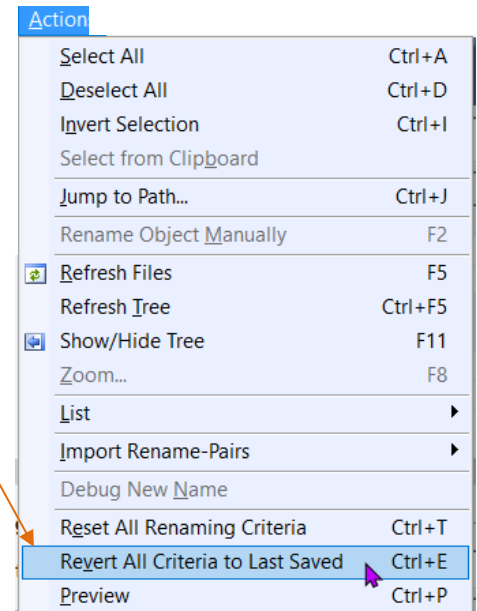 Actions
Select All Ctrl+A
Deselect All Ctrl+D
Invert Selection Ctrl+I
Select from Clipboard
Jump to Path... Ctrl+J
Rename Object Manually F2
Refresh Files F5
Refresh Tree Ctrl+F5
Show/Hide Tree F11
Zoom... F8
List
Import Rename-Pairs
Debug New Name
Reset All Renaming Criteria Ctrl+T
Revert All Criteria to Last Saved Ctrl+E
Preview Ctrl+P